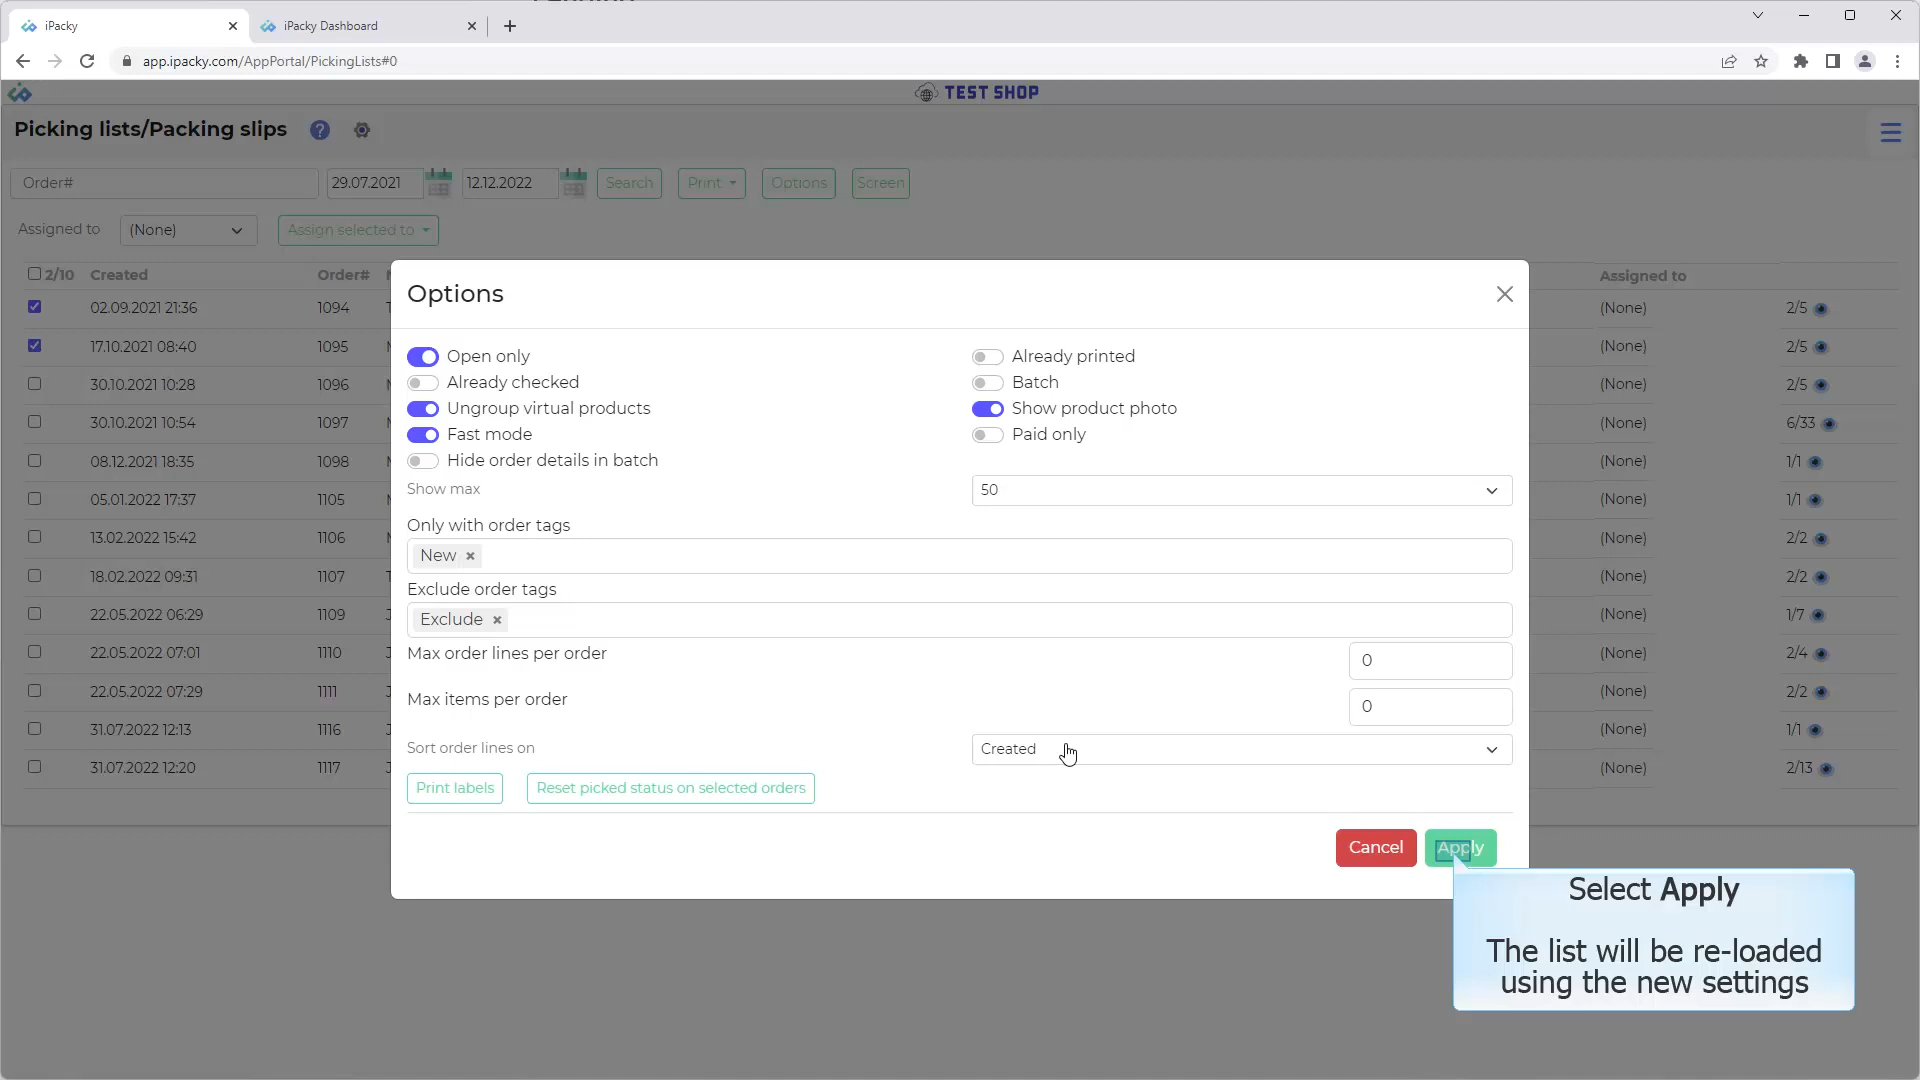 iPacky
iPacky Dashboard
app.ipacky.com/AppPortal/PickingLists#0
TEST SHOP
Picking lists/Packing slips
Order#
29.07.2021
12.12.2022
Search
Print
Options
Screen
Assigned to
(None)
Assign selected to
2/10 Created Order# Assigned to
02.09.2021 21:36 1094 (None) 2/5
17.10.2021 08:40 1095 (None) 2/5
30.10.2021 10:28 1096 (None) 2/5
30.10.2021 10:54 1097 (None) 6/33
08.12.2021 18:35 1098 (None) 1/1
05.01.2022 17:37 1105 (None) 1/1
13.02.2022 15:42 1106 (None) 2/2
18.02.2022 09:31 1107 (None) 2/2
22.05.2022 06:29 1109 (None) 1/7
22.05.2022 07:01 1110 (None) 2/4
22.05.2022 07:29 1111 (None) 2/2
31.07.2022 12:13 1116 (None) 1/1
31.07.2022 12:20 1117 (None) 2/13
Options
Open only
Already printed
Already checked
Batch
Ungroup virtual products
Show product photo
Fast mode
Paid only
Hide order details in batch
Show max
50
Only with order tags
New
Exclude order tags
Exclude
Max order lines per order
0
Max items per order
0
Sort order lines on
Created
Print labels
Reset picked status on selected orders
Cancel
Apply
Select Apply
The list will be re-loaded
using the new settings